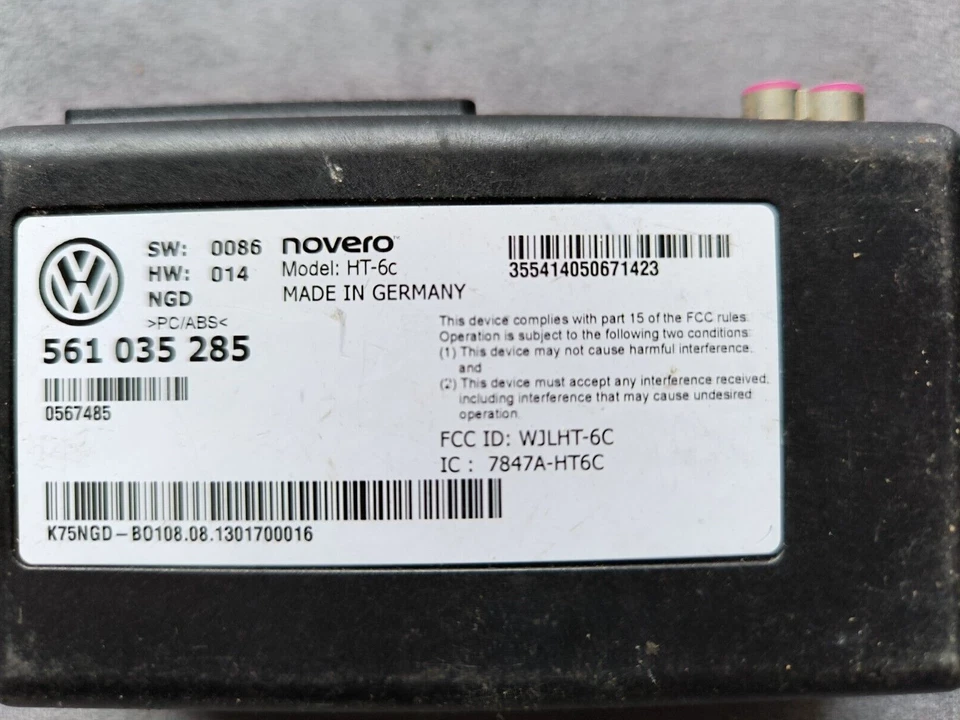 VW
SW: 0086
HW: 014
NGD
>PC/ABS<
561 035 285
0567485
novero™
Model: HT-6c
MADE IN GERMANY
355414050671423
This device complies with part 15 of the FCC rules.
Operation is subject to the following two conditions:
(1) This device may not cause harmful interference.
and
(2) This device must accept any interference received,
including interference that may cause undesired
operation.
FCC ID: WJLHT-6C
IC : 7847A-HT6C
K75NGD-BO108.08.1301700016